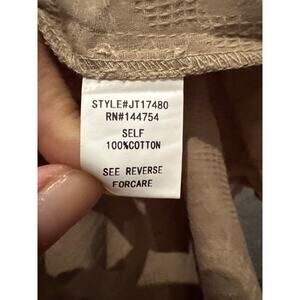 STYLE#JT17480
RN#144754
SELF
100%COTTON
SEE REVERSE
FORCARE